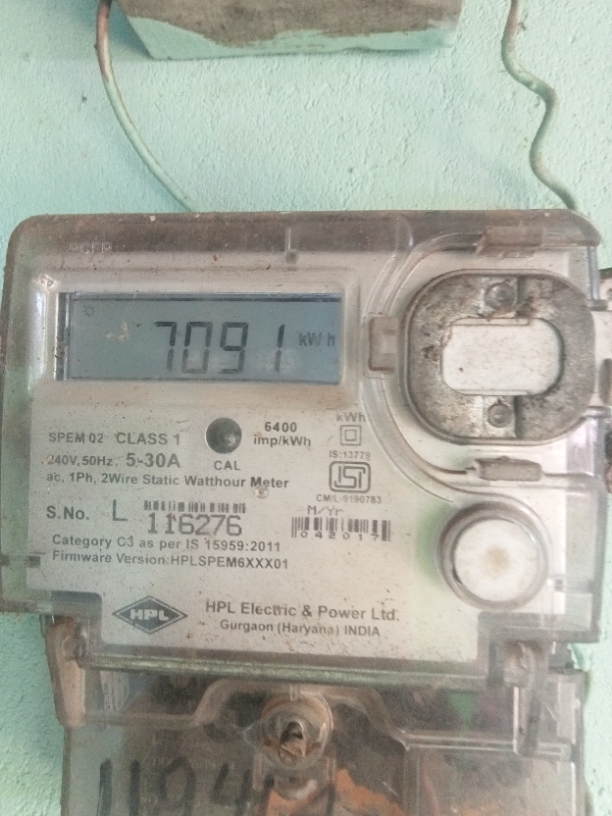 7091 kWh
SPEM 02 CLASS 1
240V, 50Hz, 5-30A
ac, 1Ph, 2Wire Static Watthour Meter
CAL
6400
imp/kWh
kWh
IS:13779
ISI
CM/L-9190783
S.No. L 116276
M/Yr
042017
Category C3 as per IS 15959:2011
Firmware Version:HPLSPEM6XXX01
HPL
HPL Electric & Power Ltd.
Gurgaon (Haryana) INDIA